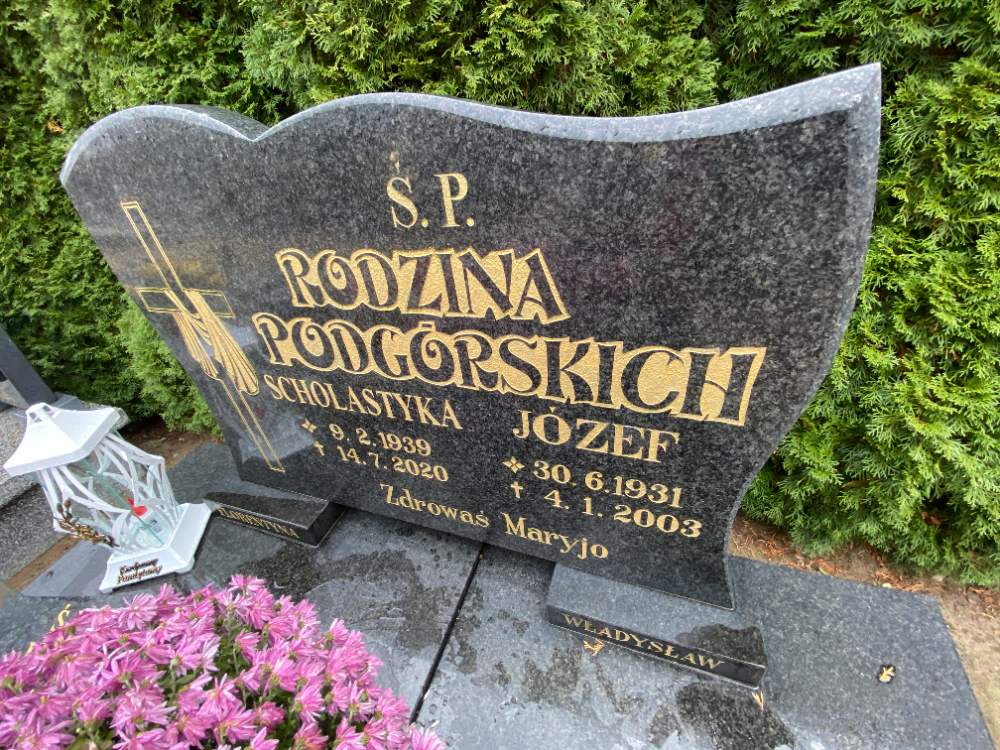 Ś.P.
RODZINA
PODGÓRSKICH
SCHOLASTYKA
9.2.1939
14.7.2020
JÓZEF
30.6.1931
4.1.2003
Zdrowaś Maryjo
FLORENTYNA
WŁADYSŁAW